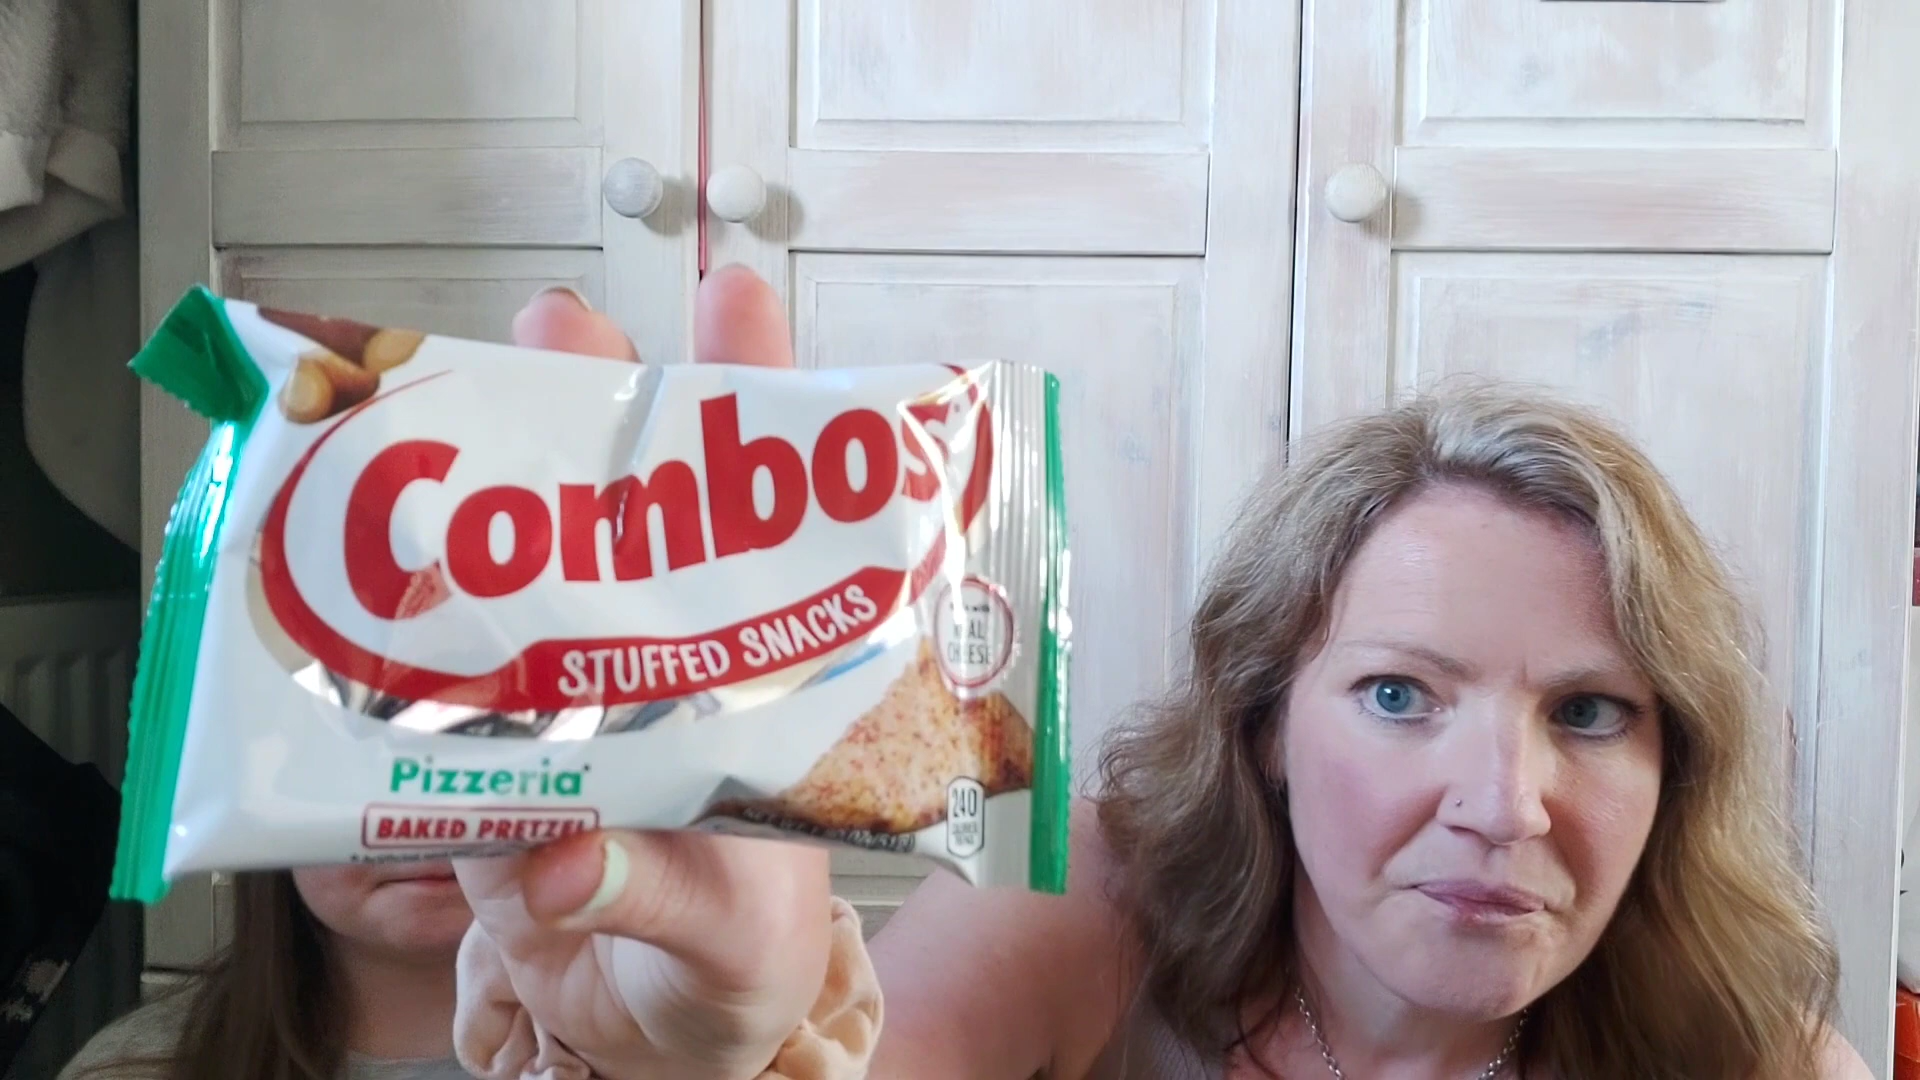 Combos
STUFFED SNACKS
REAL
CHEESE
Pizzeria
BAKED PRETZEL
240